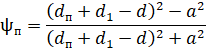 ψп = ((dп + d1 − d)² − a²) / ((dп + d1 − d)² + a²)